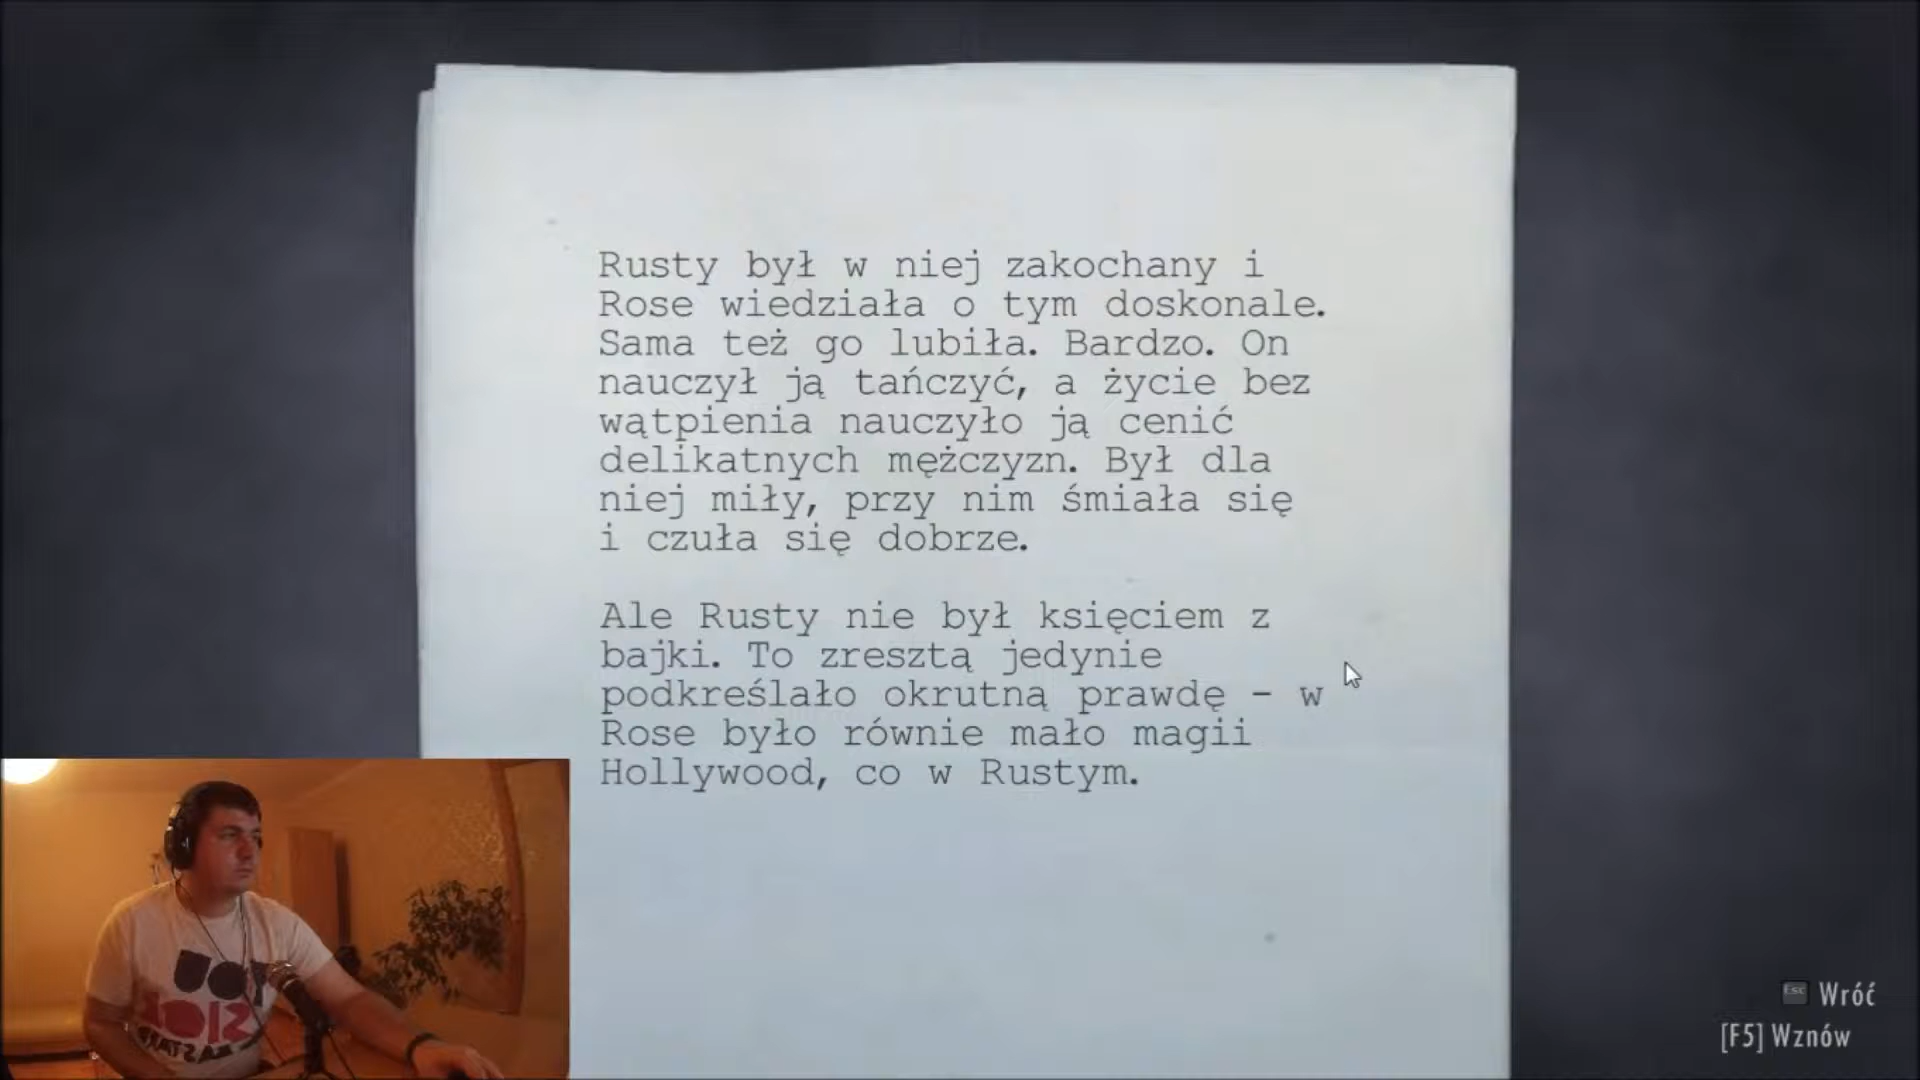 Rusty był w niej zakochany i
Rose wiedziała o tym doskonale.
Sama też go lubiła. Bardzo. On
nauczył ją tańczyć, a życie bez
wątpienia nauczyło ją cenić
delikatnych mężczyzn. Był dla
niej miły, przy nim śmiała się
i czuła się dobrze.
Ale Rusty nie był księciem z
bajki. To zresztą jedynie
podkreślało okrutną prawdę - w
Rose było równie mało magii
Hollywood, co w Rustym.
Esc Wróć
[F5] Wznów